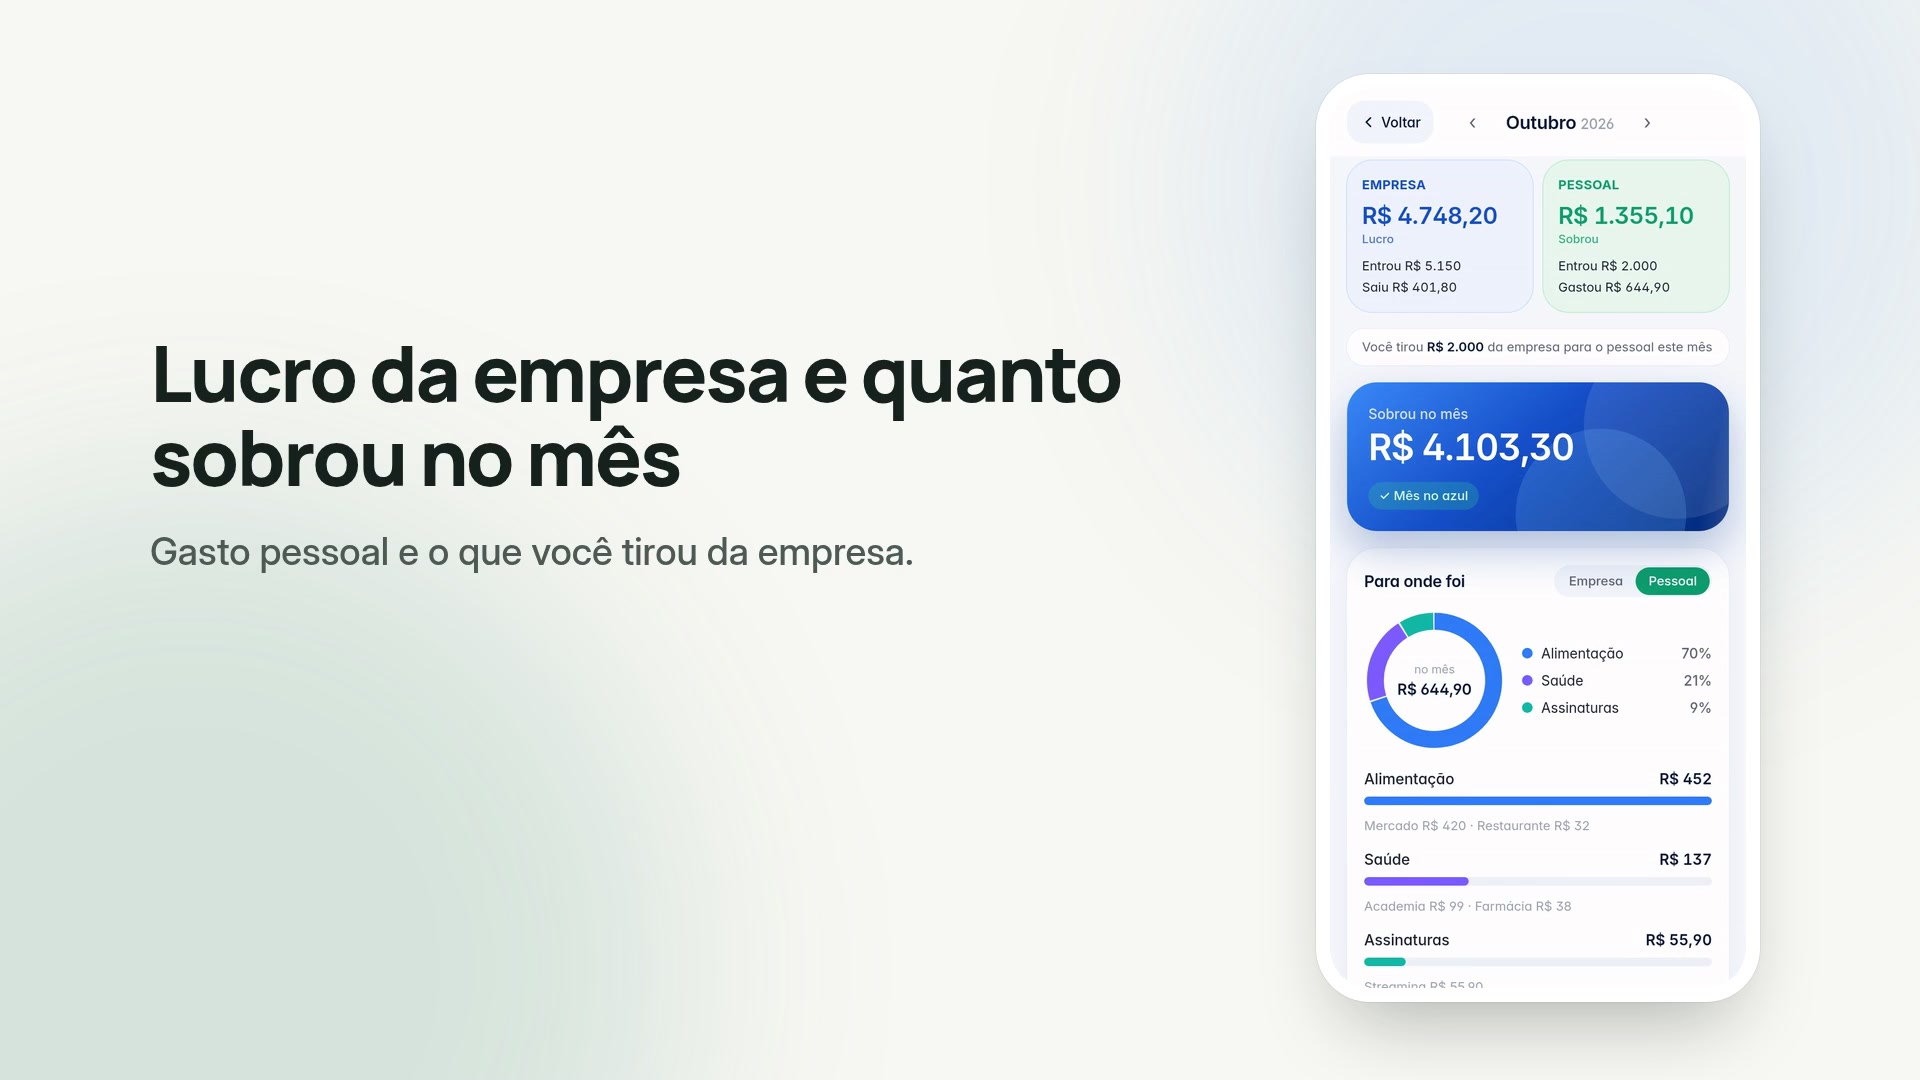 Lucro da empresa e quanto
sobrou no mês
Gasto pessoal e o que você tirou da empresa.
Voltar
Outubro 2026
EMPRESA
R$ 4.748,20
Lucro
Entrou R$ 5.150
Saiu R$ 401,80
PESSOAL
R$ 1.355,10
Sobrou
Entrou R$ 2.000
Gastou R$ 644,90
Você tirou R$ 2.000 da empresa para o pessoal este mês
Sobrou no mês
R$ 4.103,30
✓ Mês no azul
Para onde foi
Empresa
Pessoal
no mês
R$ 644,90
Alimentação 70%
Saúde 21%
Assinaturas 9%
Alimentação R$ 452
Mercado R$ 420 · Restaurante R$ 32
Saúde R$ 137
Academia R$ 99 · Farmácia R$ 38
Assinaturas R$ 55,90
Streaming R$ 55,90